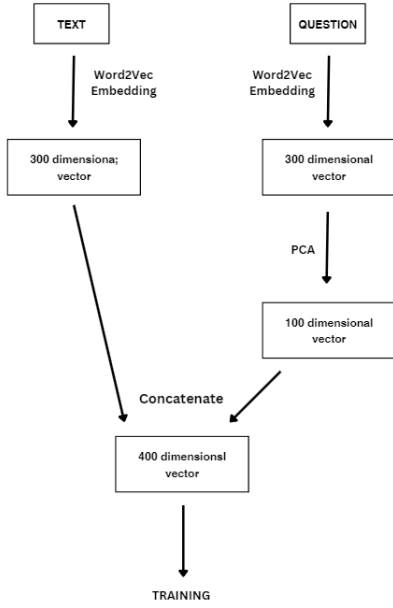 TEXT
QUESTION
Word2Vec
Embedding
Word2Vec
Embedding
300 dimensiona;
vector
300 dimensional
vector
PCA
100 dimensional
vector
Concatenate
400 dimensionsl
vector
TRAINING